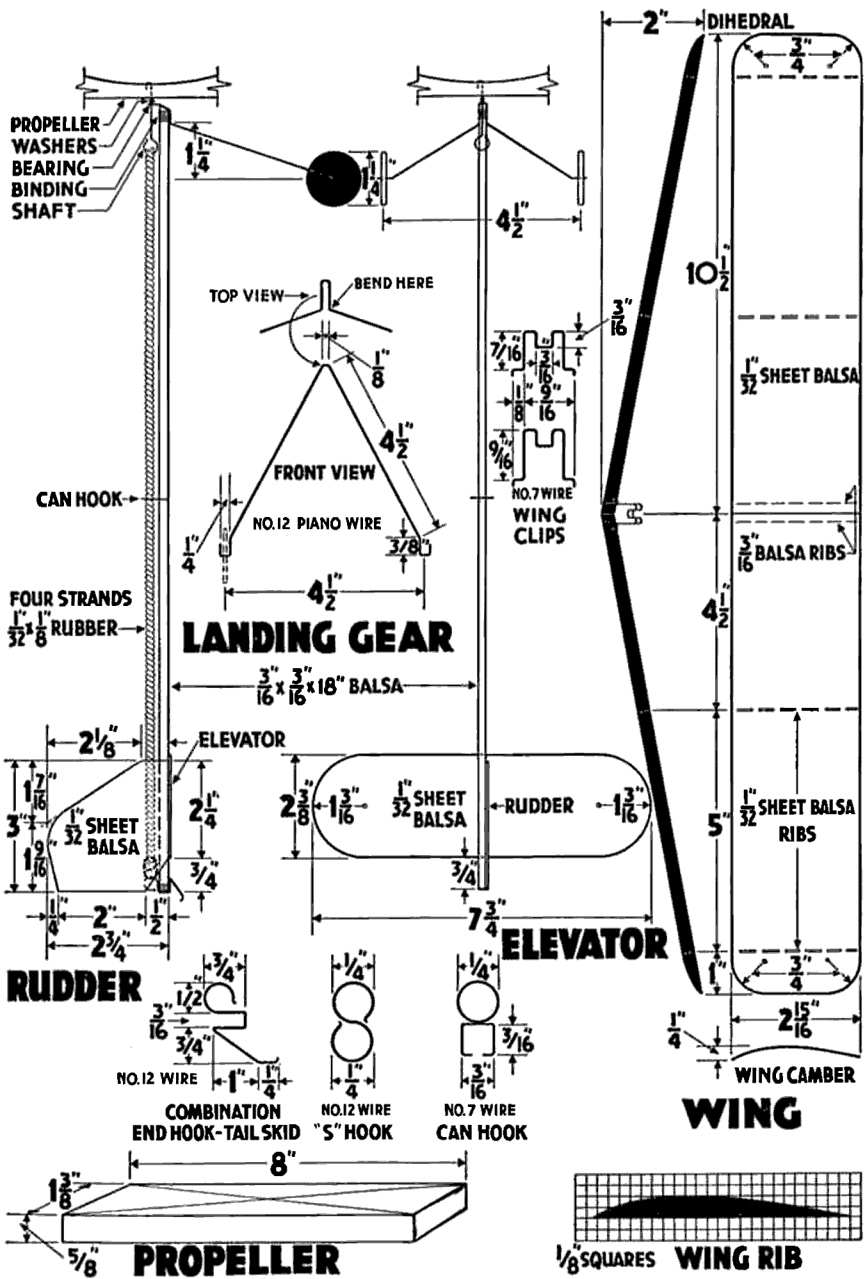 2" DIHEDRAL
3/4"
PROPELLER
WASHERS
BEARING
BINDING
SHAFT
1 1/4"
1 1/4"
4 1/2"
10 1/2"
TOP VIEW
BEND HERE
1/8"
4 1/2"
FRONT VIEW
NO.12 PIANO WIRE
1/4"
3/8"
4 1/2"
LANDING GEAR
3/16"
7/16"
3/16"
1/8"
9/16"
9/16"
NO.7 WIRE
WING
CLIPS
1/32" SHEET BALSA
3/16" BALSA RIBS
4 1/2"
CAN HOOK
FOUR STRANDS
1/32" x 1/8" RUBBER
3/16" x 3/16" x 18" BALSA
2 1/8"
ELEVATOR
1 7/16"
3"
1/32" SHEET
BALSA
2 1/4"
1 9/16"
3/4"
1/4"
2"
1/2"
2 3/4"
RUDDER
2 3/8"
1 3/16"
1/32" SHEET
BALSA
RUDDER
1 3/16"
3/4"
7 3/4"
ELEVATOR
5"
1/32" SHEET BALSA
RIBS
1"
3/4"
2 15/16"
1/4"
WING CAMBER
WING
3/4"
1/2"
3/16"
3/4"
NO.12 WIRE
1"
1/4"
COMBINATION
END HOOK-TAIL SKID
1/4"
1/4"
NO.12 WIRE
"S" HOOK
1/4"
3/16"
3/16"
NO.7 WIRE
CAN HOOK
8"
1 3/8"
5/8"
PROPELLER
1/8" SQUARES
WING RIB